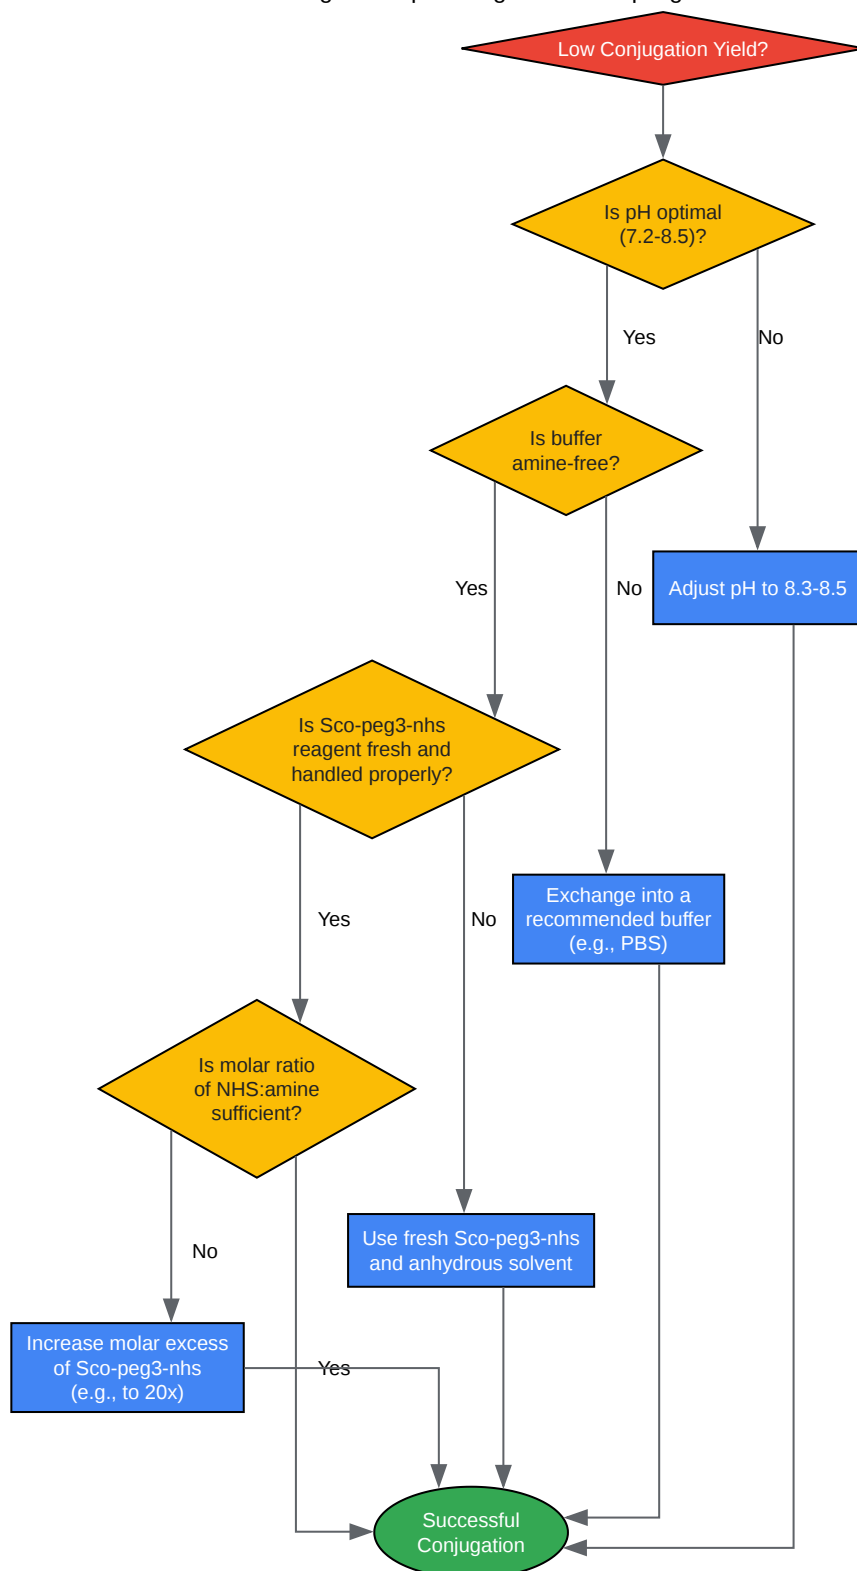 Low Conjugation Yield?
Is pH optimal
(7.2-8.5)?
Yes
No
Is buffer
amine-free?
Yes
No
Adjust pH to 8.3-8.5
Is Sco-peg3-nhs
reagent fresh and
handled properly?
Yes
No
Exchange into a
recommended buffer
(e.g., PBS)
Is molar ratio
of NHS:amine
sufficient?
No
Use fresh Sco-peg3-nhs
and anhydrous solvent
Increase molar excess
of Sco-peg3-nhs
(e.g., to 20x)
Yes
Successful
Conjugation